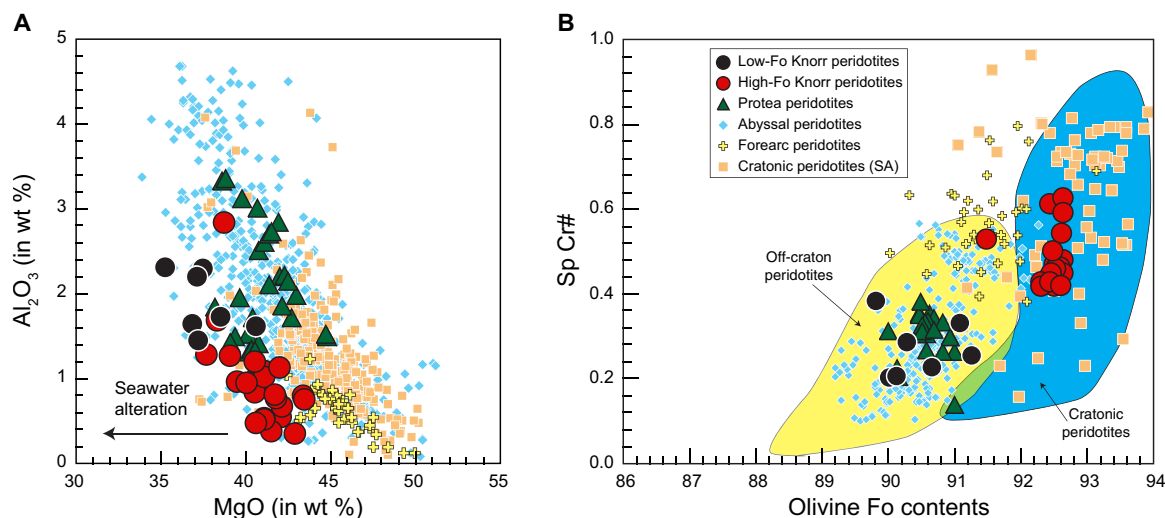 A
5
4
3
2
1
0
Al2O3 (in wt %)
Seawater
alteration
30
35
40
45
50
55
MgO (in wt %)
B
1.0
0.8
0.6
0.4
0.2
0.0
Sp Cr#
Low-Fo Knorr peridotites
High-Fo Knorr peridotites
Protea peridotites
Abyssal peridotites
Forearc peridotites
Cratonic peridotites (SA)
Off-craton
peridotites
Cratonic
peridotites
86
87
88
89
90
91
92
93
94
Olivine Fo contents